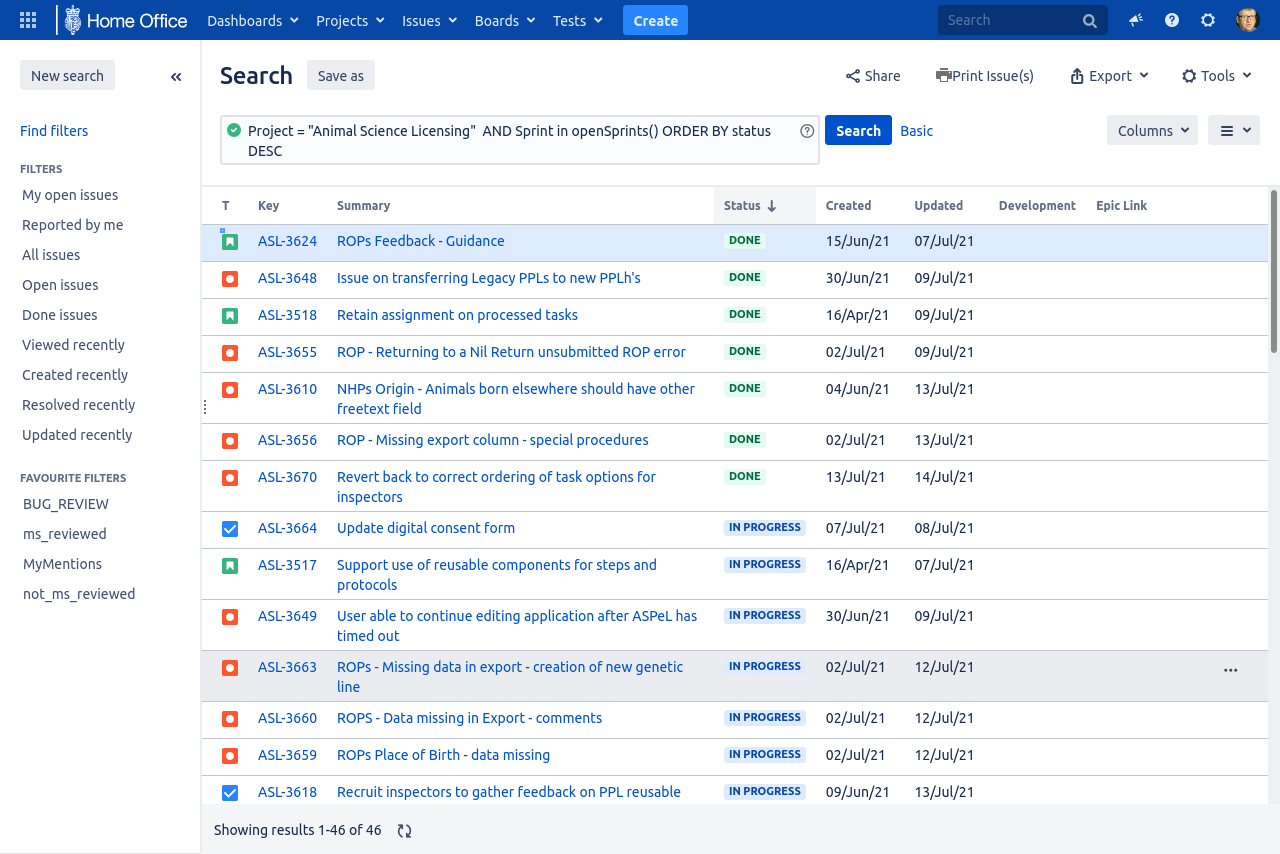 Home Office Dashboards Projects Issues Boards Tests Create Search
New search
Find filters
FILTERS
My open issues
Reported by me
All issues
Open issues
Done issues
Viewed recently
Created recently
Resolved recently
Updated recently
FAVOURITE FILTERS
BUG_REVIEW
ms_reviewed
MyMentions
not_ms_reviewed
Search Save as Share Print Issue(s) Export Tools
Project = "Animal Science Licensing" AND Sprint in openSprints() ORDER BY status
DESC
Search Basic Columns
T Key Summary Status Created Updated Development Epic Link
ASL-3624 ROPs Feedback - Guidance DONE 15/Jun/21 07/Jul/21
ASL-3648 Issue on transferring Legacy PPLs to new PPLh's DONE 30/Jun/21 09/Jul/21
ASL-3518 Retain assignment on processed tasks DONE 16/Apr/21 09/Jul/21
ASL-3655 ROP - Returning to a Nil Return unsubmitted ROP error DONE 02/Jul/21 09/Jul/21
ASL-3610 NHPs Origin - Animals born elsewhere should have other DONE 04/Jun/21 13/Jul/21
freetext field
ASL-3656 ROP - Missing export column - special procedures DONE 02/Jul/21 13/Jul/21
ASL-3670 Revert back to correct ordering of task options for DONE 13/Jul/21 14/Jul/21
inspectors
ASL-3664 Update digital consent form IN PROGRESS 07/Jul/21 08/Jul/21
ASL-3517 Support use of reusable components for steps and IN PROGRESS 16/Apr/21 07/Jul/21
protocols
ASL-3649 User able to continue editing application after ASPeL has IN PROGRESS 30/Jun/21 09/Jul/21
timed out
ASL-3663 ROPs - Missing data in export - creation of new genetic IN PROGRESS 02/Jul/21 12/Jul/21
line
ASL-3660 ROPS - Data missing in Export - comments IN PROGRESS 02/Jul/21 12/Jul/21
ASL-3659 ROPs Place of Birth - data missing IN PROGRESS 02/Jul/21 12/Jul/21
ASL-3618 Recruit inspectors to gather feedback on PPL reusable IN PROGRESS 09/Jun/21 13/Jul/21
Showing results 1-46 of 46